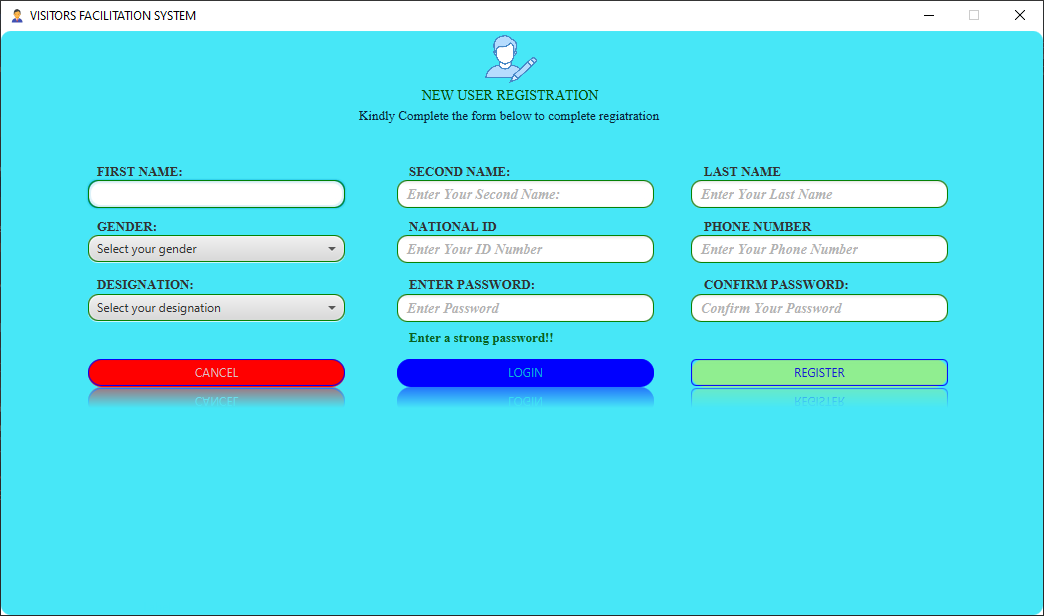 VISITORS FACILITATION SYSTEM
NEW USER REGISTRATION
Kindly Complete the form below to complete regiatration
FIRST NAME: SECOND NAME: LAST NAME
Enter Your Second Name: Enter Your Last Name
GENDER: NATIONAL ID PHONE NUMBER
Select your gender Enter Your ID Number Enter Your Phone Number
DESIGNATION: ENTER PASSWORD: CONFIRM PASSWORD:
Select your designation Enter Password Confirm Your Password
Enter a strong password!!
CANCEL LOGIN REGISTER